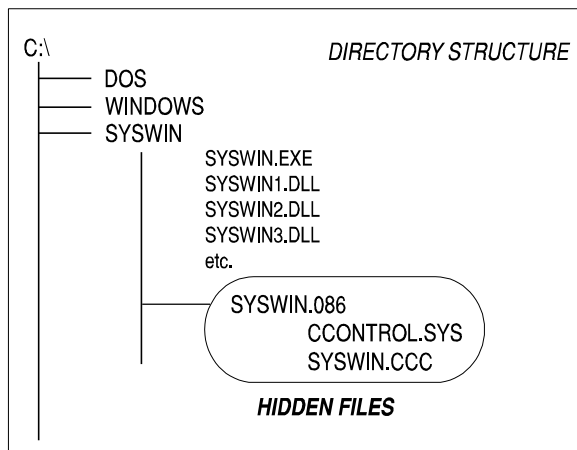 C:\
DIRECTORY STRUCTURE
DOS
WINDOWS
SYSWIN
SYSWIN.EXE
SYSWIN1.DLL
SYSWIN2.DLL
SYSWIN3.DLL
etc.
SYSWIN.086
CCONTROL.SYS
SYSWIN.CCC
HIDDEN FILES